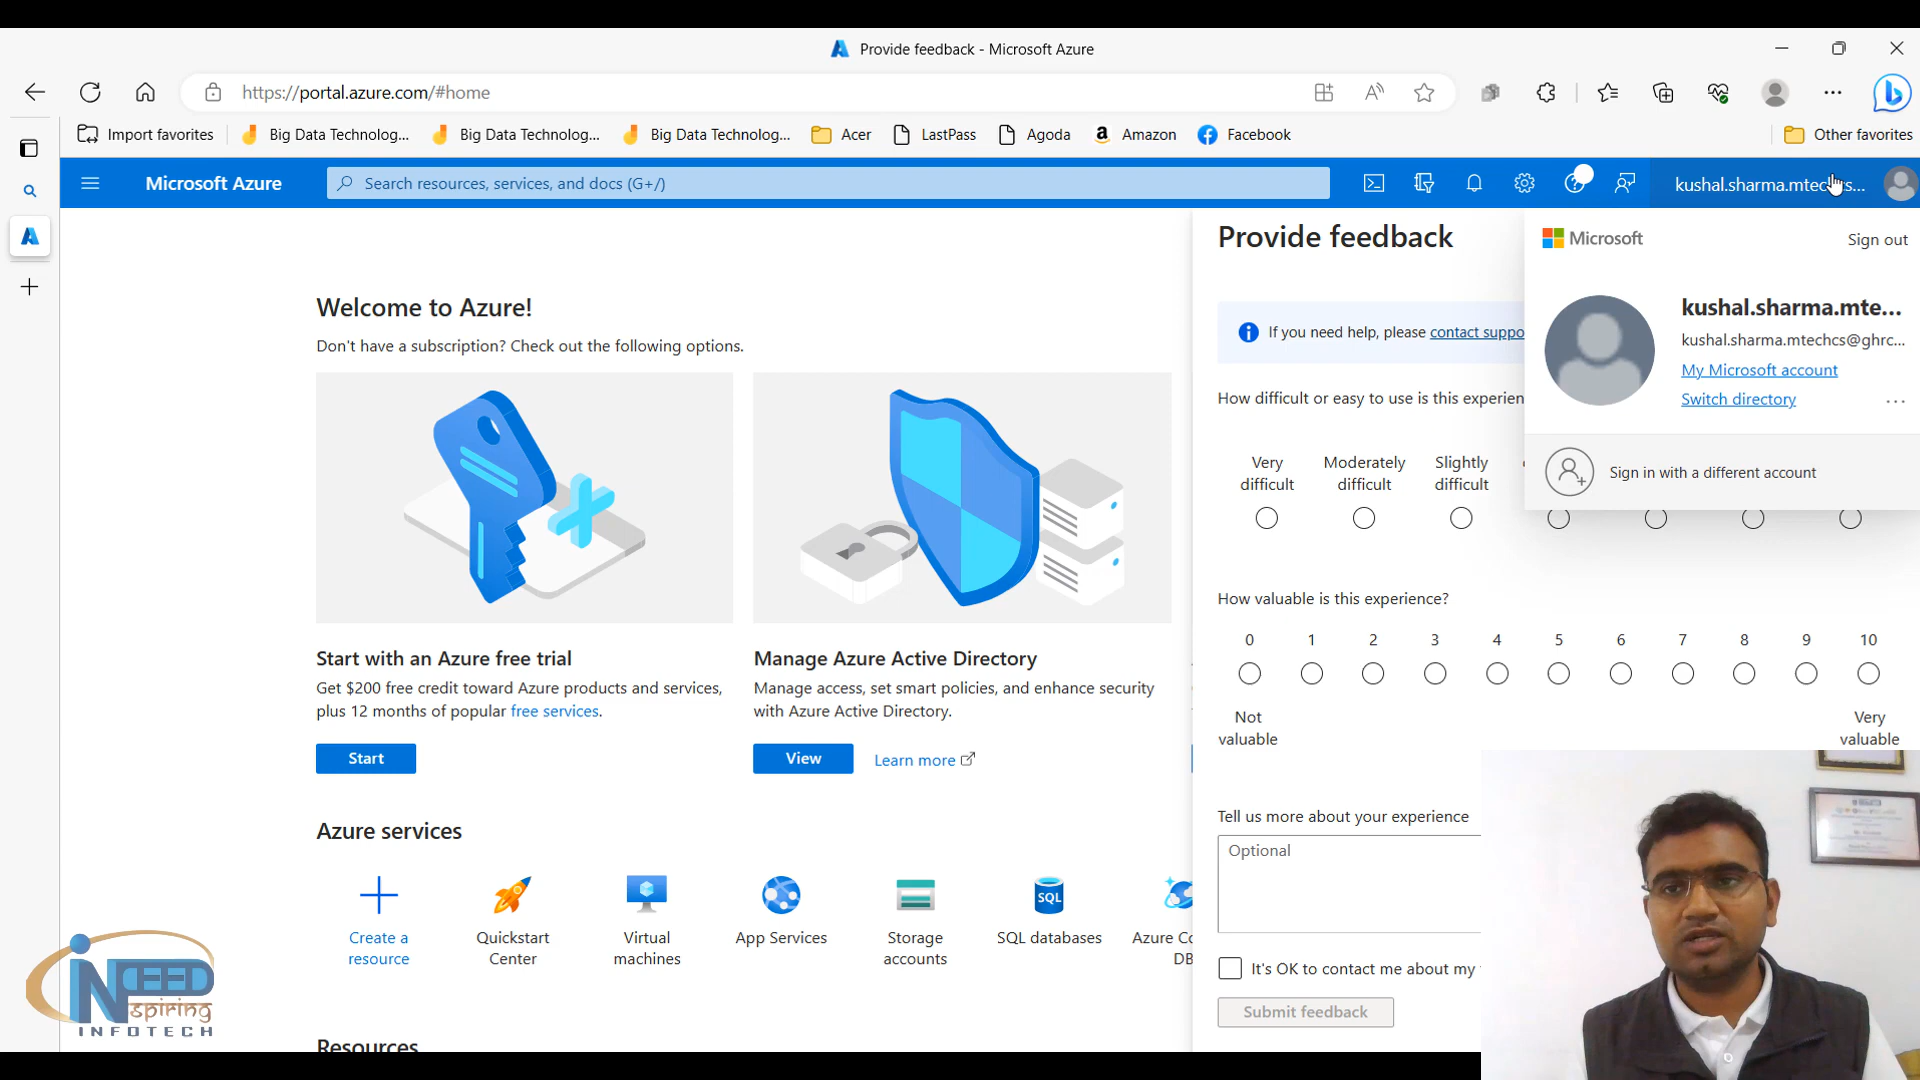 Provide feedback - Microsoft Azure
https://portal.azure.com/#home
Import favorites
Big Data Technolog...
Big Data Technolog...
Big Data Technolog...
Acer
LastPass
Agoda
Amazon
Facebook
Other favorites
Microsoft Azure
Search resources, services, and docs (G+/)
kushal.sharma.mtechcs...
Provide feedback
Microsoft
Sign out
Welcome to Azure!
Don't have a subscription? Check out the following options.
If you need help, please contact suppo
kushal.sharma.mte...
kushal.sharma.mtechcs@ghrc...
My Microsoft account
Switch directory
...
How difficult or easy to use is this experien
Very
difficult
Moderately
difficult
Slightly
difficult
Sign in with a different account
How valuable is this experience?
0 1 2 3 4 5 6 7 8 9 10
Not
valuable
Very
valuable
Start with an Azure free trial
Get $200 free credit toward Azure products and services,
plus 12 months of popular free services.
Start
Manage Azure Active Directory
Manage access, set smart policies, and enhance security
with Azure Active Directory.
View
Learn more
Tell us more about your experience
Optional
Azure services
Create a
resource
Quickstart
Center
Virtual
machines
App Services
Storage
accounts
SQL
SQL databases
Azure Co
DB
It's OK to contact me about my
Submit feedback
Resources
iNEED
iNspiring
INFOTECH